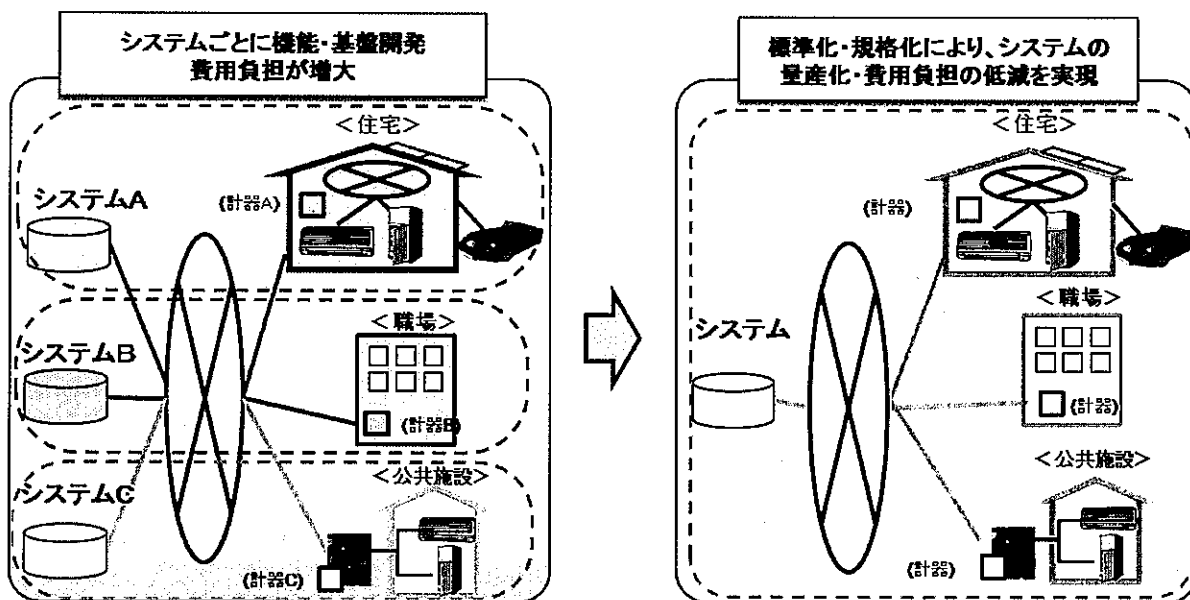 システムごとに機能・基盤開発
費用負担が増大
＜住宅＞
システムA
(計器A)
＜職場＞
システムB
(計器B)
＜公共施設＞
システムC
(計器C)
標準化・規格化により、システムの
量産化・費用負担の低減を実現
＜住宅＞
(計器)
＜職場＞
システム
(計器)
＜公共施設＞
(計器)